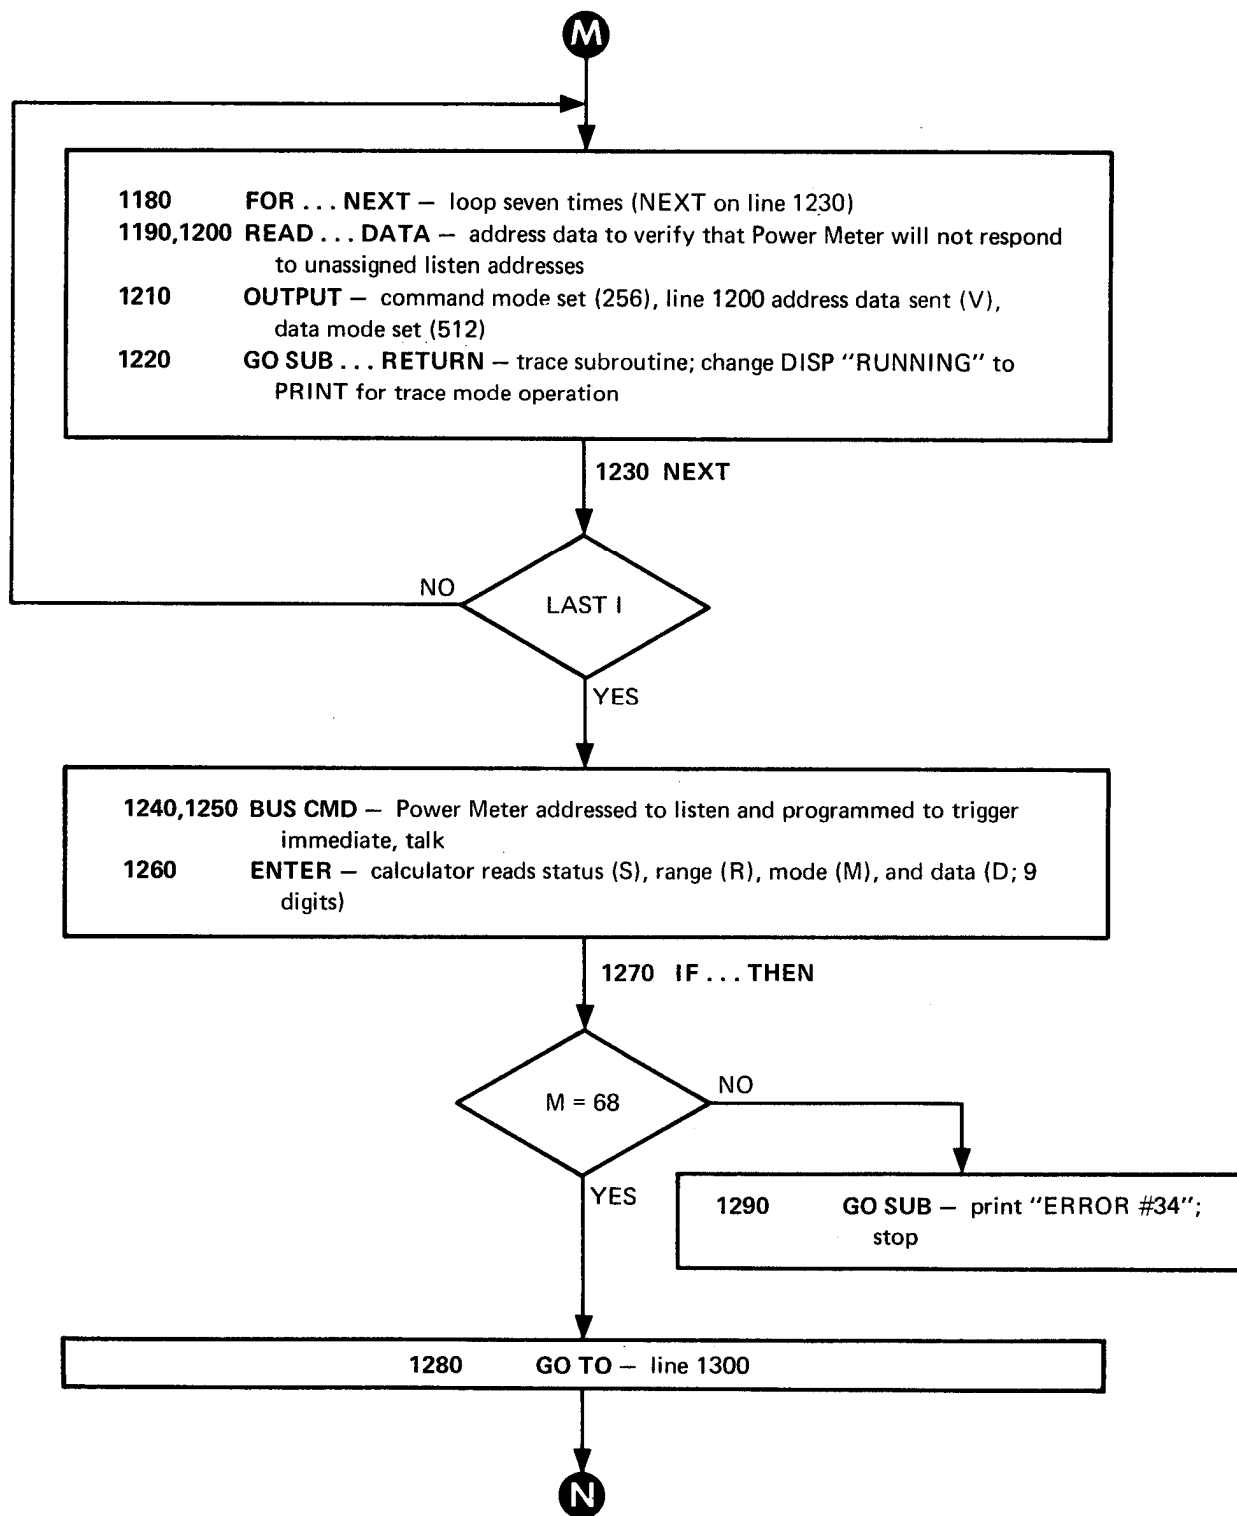 M
1180 FOR ... NEXT — loop seven times (NEXT on line 1230)
1190,1200 READ ... DATA — address data to verify that Power Meter will not respond
to unassigned listen addresses
1210 OUTPUT — command mode set (256), line 1200 address data sent (V),
data mode set (512)
1220 GO SUB ... RETURN — trace subroutine; change DISP "RUNNING" to
PRINT for trace mode operation
1230 NEXT
NO
LAST I
YES
1240,1250 BUS CMD — Power Meter addressed to listen and programmed to trigger
immediate, talk
1260 ENTER — calculator reads status (S), range (R), mode (M), and data (D; 9
digits)
1270 IF ... THEN
NO
M = 68
YES
1290 GO SUB — print "ERROR #34";
stop
1280 GO TO — line 1300
N